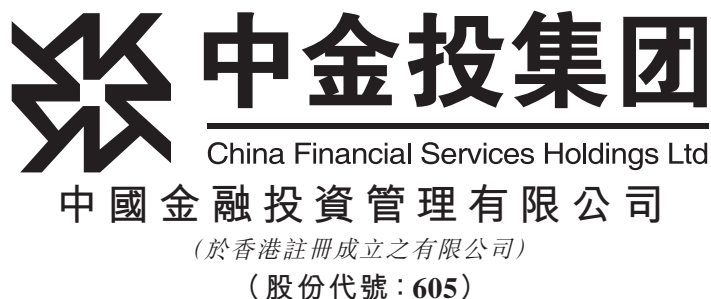 中金投集团
China Financial Services Holdings Ltd
中國金融投資管理有限公司
(於香港註冊成立之有限公司)
(股份代號：605)